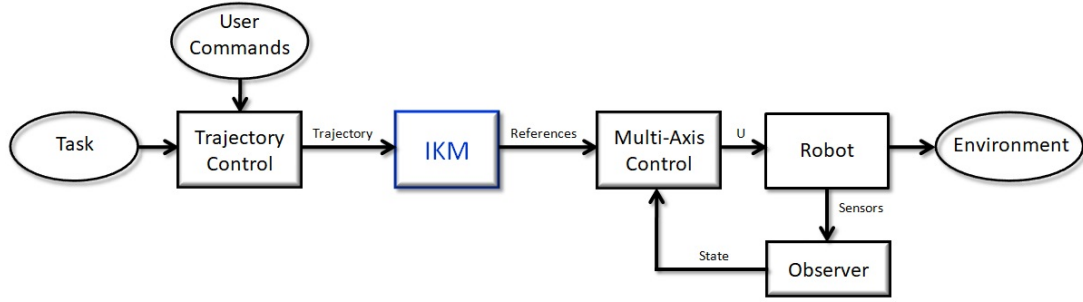 User
Commands
Task
Trajectory
Control
Trajectory
IKM
References
Multi-Axis
Control
U
Robot
Environment
Sensors
State
Observer